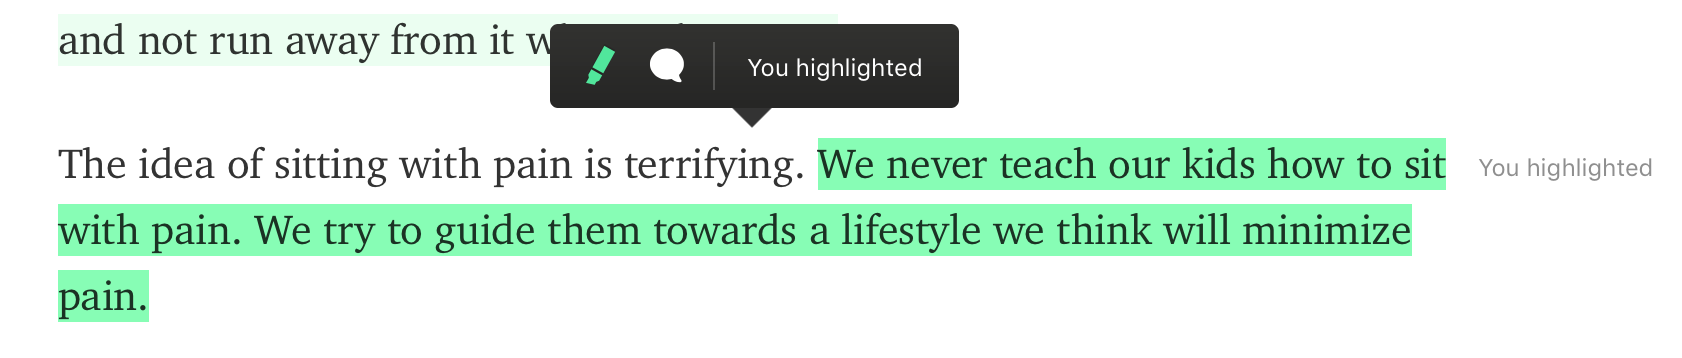 and not run away from it
You highlighted
The idea of sitting with pain is terrifying. We never teach our kids how to sit
You highlighted
with pain. We try to guide them towards a lifestyle we think will minimize
pain.